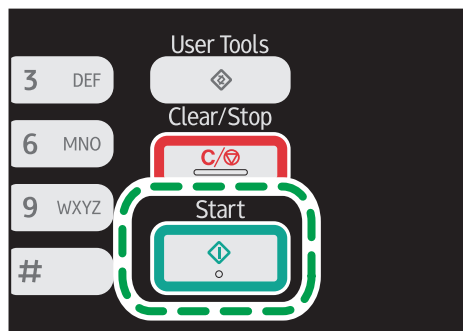 User Tools
3 DEF
Clear/Stop
6 MNO
C/
9 WXYZ
Start
#